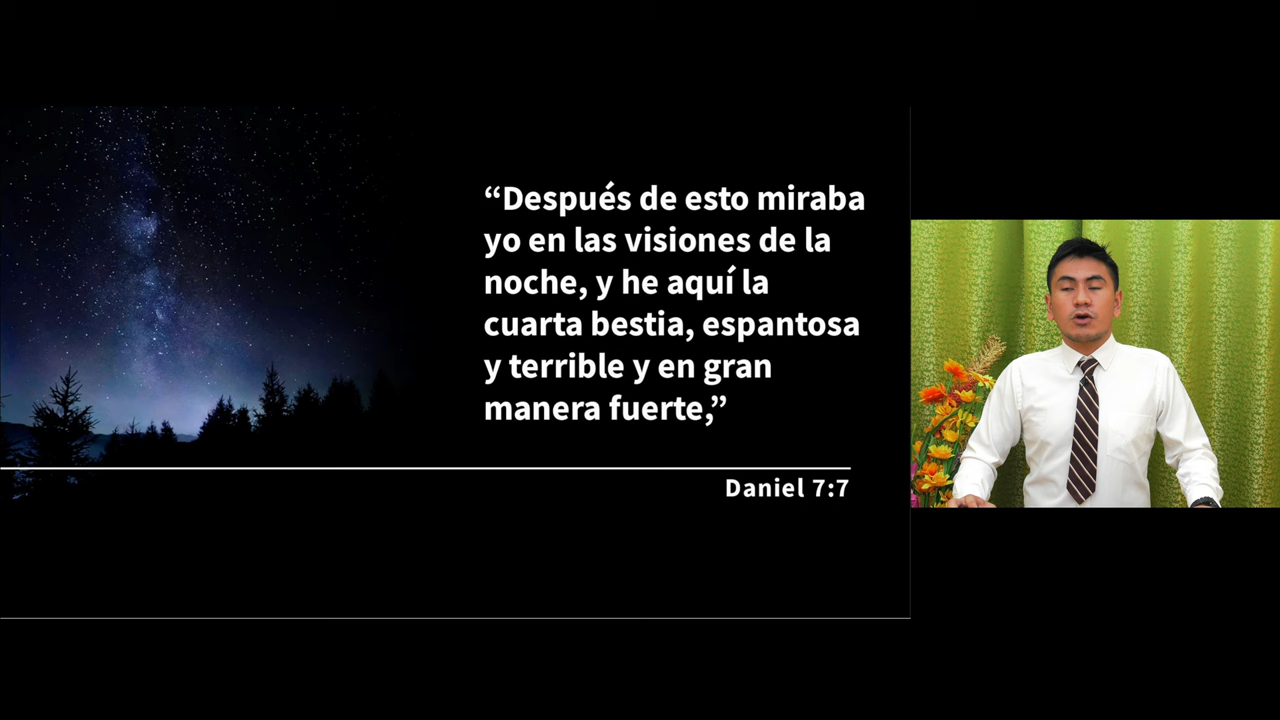 “Después de esto miraba
yo en las visiones de la
noche, y he aquí la
cuarta bestia, espantosa
y terrible y en gran
manera fuerte,”
Daniel 7:7